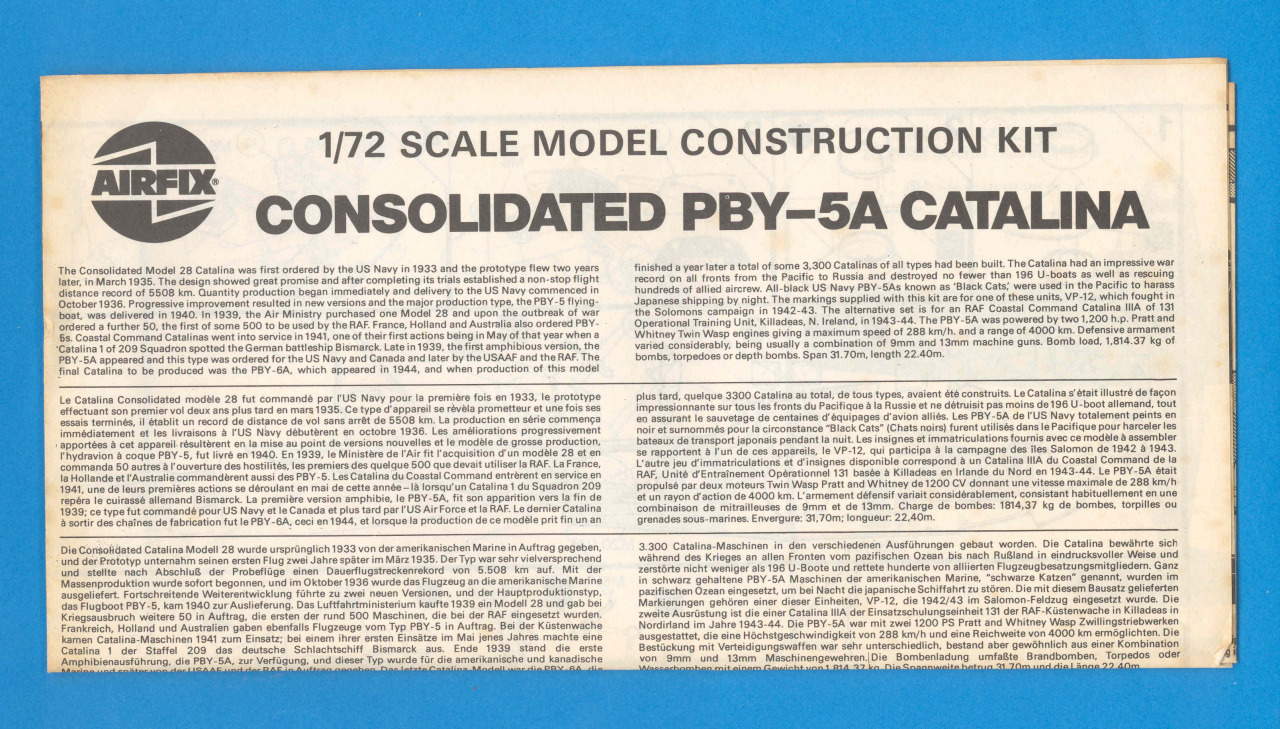 AIRFIX®
1/72 SCALE MODEL CONSTRUCTION KIT
CONSOLIDATED PBY–5A CATALINA
The Consolidated Model 28 Catalina was first ordered by the US Navy in 1933 and the prototype flew two years
later, in March 1935. The design showed great promise and after completing its trials established a non-stop flight
distance record of 5508 km. Quantity production began immediately and delivery to the US Navy commenced in
October 1936. Progressive improvement resulted in new versions and the major production type, the PBY-5 flying-
boat, was delivered in 1940. In 1939, the Air Ministry purchased one Model 28 and upon the outbreak of war
ordered a further 50, the first of some 500 to be used by the RAF. France, Holland and Australia also ordered PBY-
5s. Coastal Command Catalinas went into service in 1941, one of their first actions being in May of that year when a
Catalina 1 of 209 Squadron spotted the German battleship Bismarck. Late in 1939, the first amphibious version, the
PBY-5A appeared and this type was ordered for the US Navy and Canada and later by the USAAF and the RAF. The
final Catalina to be produced was the PBY-6A, which appeared in 1944, and when production of this model
finished a year later a total of some 3,300 Catalinas of all types had been built. The Catalina had an impressive war
record on all fronts from the Pacific to Russia and destroyed no fewer than 196 U-boats as well as rescuing
hundreds of allied aircrew. All-black US Navy PBY-5As known as 'Black Cats,' were used in the Pacific to harass
Japanese shipping by night. The markings supplied with this kit are for one of these units, VP-12, which fought in
the Solomons campaign in 1942-43. The alternative set is for an RAF Coastal Command Catalina IIIA of 131
Operational Training Unit, Killadeas, N. Ireland, in 1943-44. The PBY-5A was powered by two 1,200 h.p. Pratt and
Whitney Twin Wasp engines giving a maximum speed of 288 km/h. and a range of 4000 km. Defensive armament
varied considerably, being usually a combination of 9mm and 13mm machine guns. Bomb load, 1,814.37 kg of
bombs, torpedoes or depth bombs. Span 31.70m, length 22.40m.
Le Catalina Consolidated modèle 28 fut commandé par l'US Navy pour la première fois en 1933, le prototype
effectuant son premier vol deux ans plus tard en mars 1935. Ce type d'appareil se rèvèla prometteur et une fois ses
essais terminés, il établit un record de distance de vol sans arrêt de 5508 km. La production en série commença
immédiatement et les livraisons à l'US Navy débutèrent en octobre 1936. Les améliorations progressivement
apportées à cet appareil résultèrent en la mise au point de versions nouvelles et le modèle de grosse production,
l'hydravion à coque PBY-5, fut livré en 1940. En 1939, le Ministère de l'Air fit l'acquisition d'un modèle 28 et en
commanda 50 autres à l'ouverture des hostilités, les premiers des quelque 500 que devait utiliser la RAF. La France,
la Hollande et l'Australie commandèrent aussi des PBY-5. Les Catalina du Coastal Command entrèrent en service en
1941, une de leurs premières actions se déroulant en mai de cette année – là lorsqu'un Catalina 1 du Squadron 209
repéra le cuirassé allemand Bismarck. La première version amphibie, le PBY-5A, fit son apparition vers la fin de
1939; ce type fut commandé pour US Navy et le Canada et plus tard par l'US Air Force et la RAF. Le dernier Catalina
à sortir des chaînes de fabrication fut le PBY-6A, ceci en 1944, et lorsque la production de ce modèle prit fin un an
plus tard, quelque 3300 Catalina au total, de tous types, avaient été construits. Le Catalina s'était illustré de façon
impressionnante sur tous les fronts du Pacifique à la Russie et ne détruisit pas moins de 196 U-boot allemand, tout
en assurant le sauvetage de centaines d'équipages d'avion alliés. Les PBY-5A de l'US Navy totalement peints en
noir et surnommés pour la circonstance "Black Cats" (Chats noirs) furent utilisés dans le Pacifique pour harceler les
bateaux de transport japonais pendant la nuit. Les insignes et immatriculations fournis avec ce modèle à assembler
se rapportent à l'un de ces appareils, le VP-12, qui participa à la campagne des îles Salomon de 1942 à 1943.
L'autre jeu d'immatriculations et d'insignes disponible correspond à un Catalina IIIA du Coastal Command de la
RAF, Unité d'Entraînement Opérationnel 131 basée à Killadeas en Irlande du Nord en 1943-44. Le PBY-5A était
propulsé par deux moteurs Twin Wasp Pratt and Whitney de 1200 CV donnant une vitesse maximale de 288 km/h
et un rayon d'action de 4000 km. L'armement défensif variait considérablement, consistant habituellement en une
combinaison de mitrailleuses de 9mm et de 13mm. Charge de bombes: 1814,37 kg de bombes, torpilles ou
grenades sous-marines. Envergure: 31,70m; longueur: 22,40m.
Die Consolidated Catalina Modell 28 wurde ursprünglich 1933 von der amerikanischen Marine in Auftrag gegeben,
und der Prototyp unternahm seinen ersten Flug zwei Jahre später im März 1935. Der Typ war sehr vielversprechend
und stellte nach Abschluß der Probeflüge einen Dauerflugstreckenrekord von 5.508 km auf. Mit der
Massenproduktion wurde sofort begonnen, und im Oktober 1936 wurde das Flugzeug an die amerikanische Marine
ausgeliefert. Fortschreitende Weiterentwicklung führte zu zwei neuen Versionen, und der Hauptproduktionstyp,
das Flugboot PBY-5, kam 1940 zur Auslieferung. Das Luftfahrtministerium kaufte 1939 ein Modell 28 und gab bei
Kriegsausbruch weitere 50 in Auftrag, die ersten der rund 500 Maschinen, die bei der RAF eingesetzt wurden.
Frankreich, Holland und Australien gaben ebenfalls Flugzeuge vom Typ PBY-5 in Auftrag. Bei der Küstenwache
kamen Catalina-Maschinen 1941 zum Einsatz; bei einem ihrer ersten Einsätze im Mai jenes Jahres machte eine
Catalina 1 der Staffel 209 das deutsche Schlachtschiff Bismarck aus. Ende 1939 stand die erste
Amphibienausführung, die PBY-5A, zur Verfügung, und dieser Typ wurde für die amerikanische und kanadische
Marine und später von der USAAF und der RAF in Auftrag gegeben. Das letzte Catalina-Modell war die PBY-6A, die
3.300 Catalina-Maschinen in den verschiedenen Ausführungen gebaut worden. Die Catalina bewährte sich
während des Krieges an allen Fronten vom pazifischen Ozean bis nach Rußland in eindrucksvoller Weise und
zerstörte nicht weniger als 196 U-Boote und rettete hunderte von alliierten Flugzeugbesatzungsmitgliedern. Ganz
in schwarz gehaltene PBY-5A Maschinen der amerikanischen Marine, "schwarze Katzen" genannt, wurden im
pazifischen Ozean eingesetzt, um bei Nacht die japanische Schiffahrt zu stören. Die mit diesem Bausatz gelieferten
Markierungen gehören einer dieser Einheiten, VP-12, die 1942/43 im Salomon-Feldzug eingesetzt wurde. Die
zweite Ausrüstung ist die einer Catalina IIIA der Einsatzschulungseinheit 131 der RAF-Küstenwache in Killadeas in
Nordirland im Jahre 1943-44. Die PBY-5A war mit zwei 1200 PS Pratt and Whitney Wasp Zwillingstriebwerken
ausgestattet, die eine Höchstgeschwindigkeit von 288 km/h und eine Reichweite von 4000 km ermöglichten. Die
Bestückung mit Verteidigungswaffen war sehr unterschiedlich, bestand aber gewöhnlich aus einer Kombination
von 9mm und 13mm Maschinengewehren. Die Bombenladung umfaßte Brandbomben, Torpedos oder
Wasserbomben mit einem Gewicht von 1.814,37 kg. Die Spannweite betrug 31,70m und die Länge 22,40m.